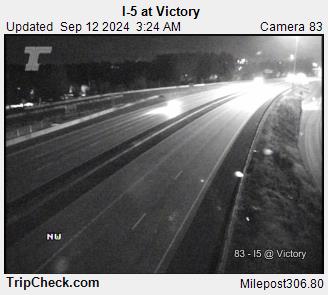 I-5 at Victory
Updated Sep 12 2024 3:24 AM Camera 83
T
NW
83 - I5 @ Victory
TripCheck.com Milepost306.80